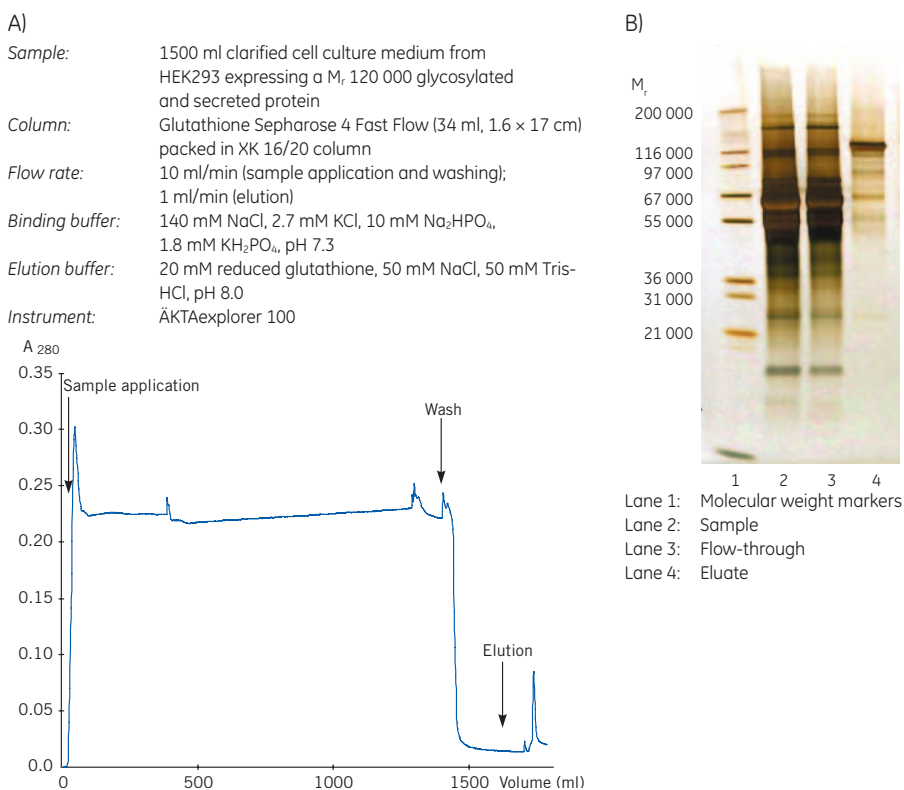 A)
Sample: 1500 ml clarified cell culture medium from
HEK293 expressing a Mr 120 000 glycosylated
and secreted protein
Column: Glutathione Sepharose 4 Fast Flow (34 ml, 1.6 × 17 cm)
packed in XK 16/20 column
Flow rate: 10 ml/min (sample application and washing);
1 ml/min (elution)
Binding buffer: 140 mM NaCl, 2.7 mM KCl, 10 mM Na₂HPO₄,
1.8 mM KH₂PO₄, pH 7.3
Elution buffer: 20 mM reduced glutathione, 50 mM NaCl, 50 mM Tris-
HCl, pH 8.0
Instrument: ÄKTAexplorer 100
A 280
0.35
0.30
0.25
0.20
0.15
0.10
0.05
0.0
Sample application
Wash
Elution
0 500 1000 1500 Volume (ml)
B)
Mr
200 000
116 000
97 000
67 000
55 000
36 000
31 000
21 000
1 2 3 4
Lane 1: Molecular weight markers
Lane 2: Sample
Lane 3: Flow-through
Lane 4: Eluate